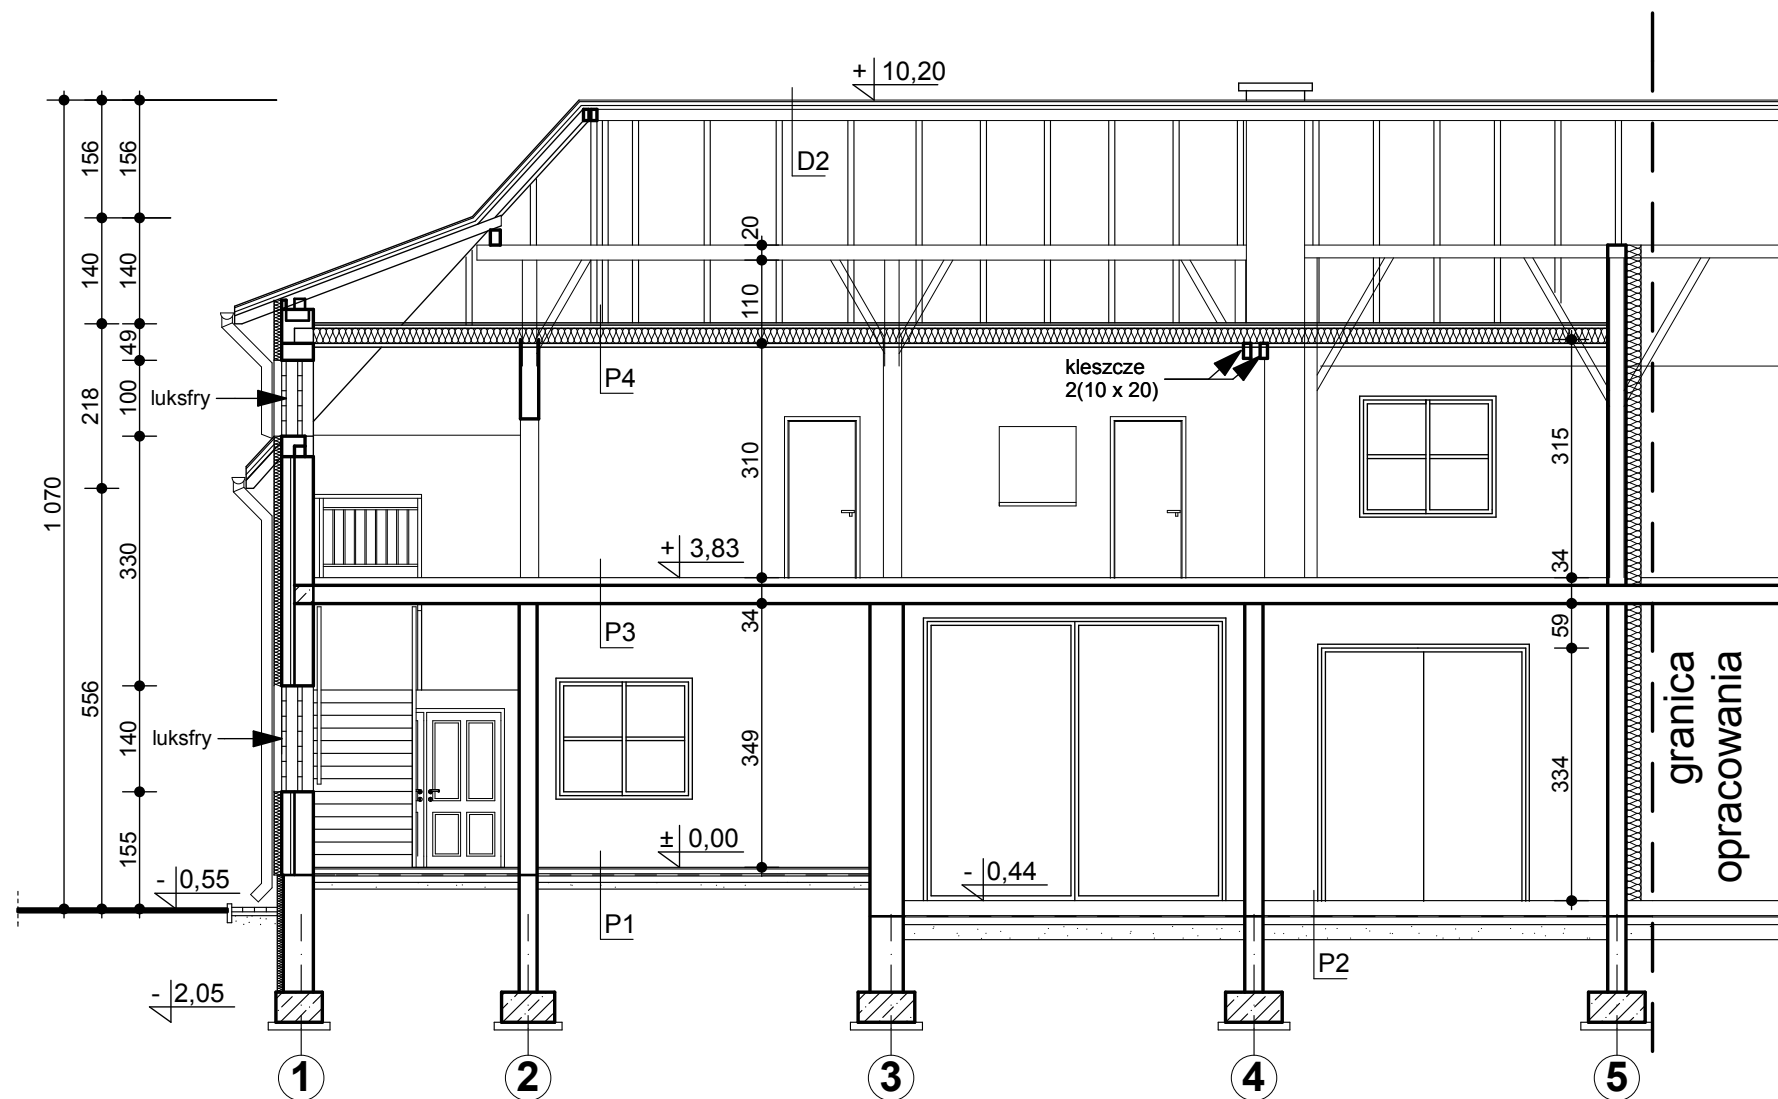 + 10,20
D2
156
156
140
140
49
218
100
1 070
330
556
140
155
luksfry
luksfry
20
110
310
34
349
P4
kleszcze
2(10 x 20)
315
34
59
334
+ 3,83
P3
± 0,00
- 0,44
- 0,55
- 2,05
P1
P2
granica
opracowania
1
2
3
4
5